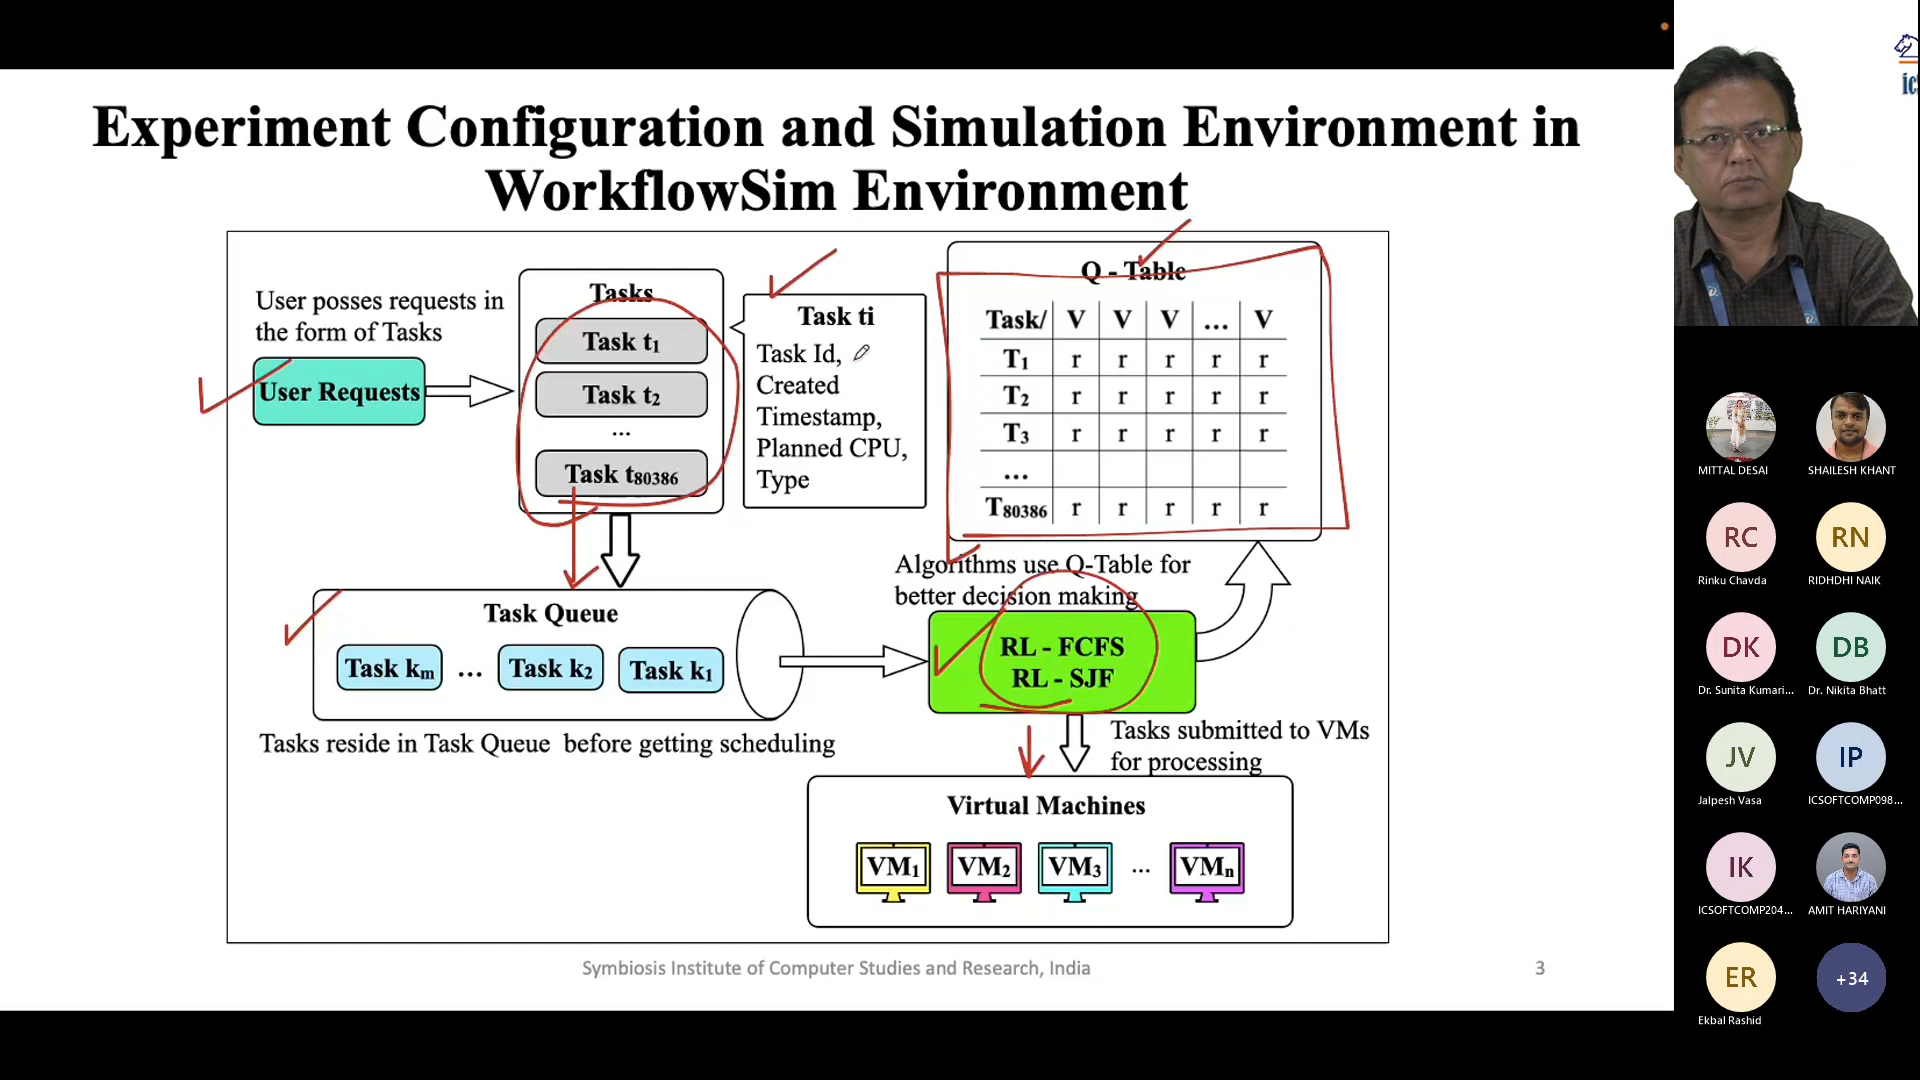 Experiment Configuration and Simulation Environment in
WorkflowSim Environment
User posses requests in
the form of Tasks
User Requests
Tasks
Task t1
Task t2
...
Task t80386
Task ti
Task Id,
Created
Timestamp,
Planned CPU,
Type
Q - Table
Task/ V V V ... V
T1 r r r r r
T2 r r r r r
T3 r r r r r
...
T80386 r r r r r
Algorithms use Q-Table for
better decision making
Task Queue
Task km ... Task k2 Task k1
Tasks reside in Task Queue before getting scheduling
RL - FCFS
RL - SJF
Tasks submitted to VMs
for processing
Virtual Machines
VM1 VM2 VM3 ... VMn
Symbiosis Institute of Computer Studies and Research, India
3
ic
MITTAL DESAI
SHAILESH KHANT
RC
Rinku Chavda
RN
RIDHDHI NAIK
DK
Dr. Sunita Kumari...
DB
Dr. Nikita Bhatt
JV
Jalpesh Vasa
IP
ICSOFTCOMP098...
IK
ICSOFTCOMP204...
AMIT HARIYANI
ER
Ekbal Rashid
+34